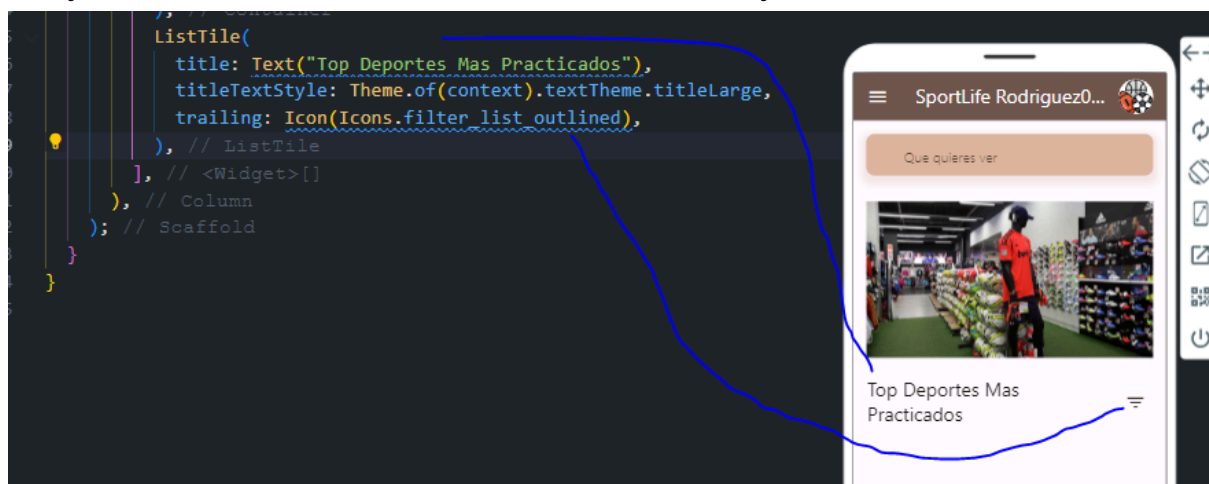 ), // Container
ListTile(
title: Text("Top Deportes Mas Practicados"),
titleTextStyle: Theme.of(context).textTheme.titleLarge,
trailing: Icon(Icons.filter_list_outlined),
), // ListTile
], // <Widget>[]
), // Column
); // Scaffold
}
}
SportLife Rodriguez0...
Que quieres ver
Top Deportes Mas
Practicados